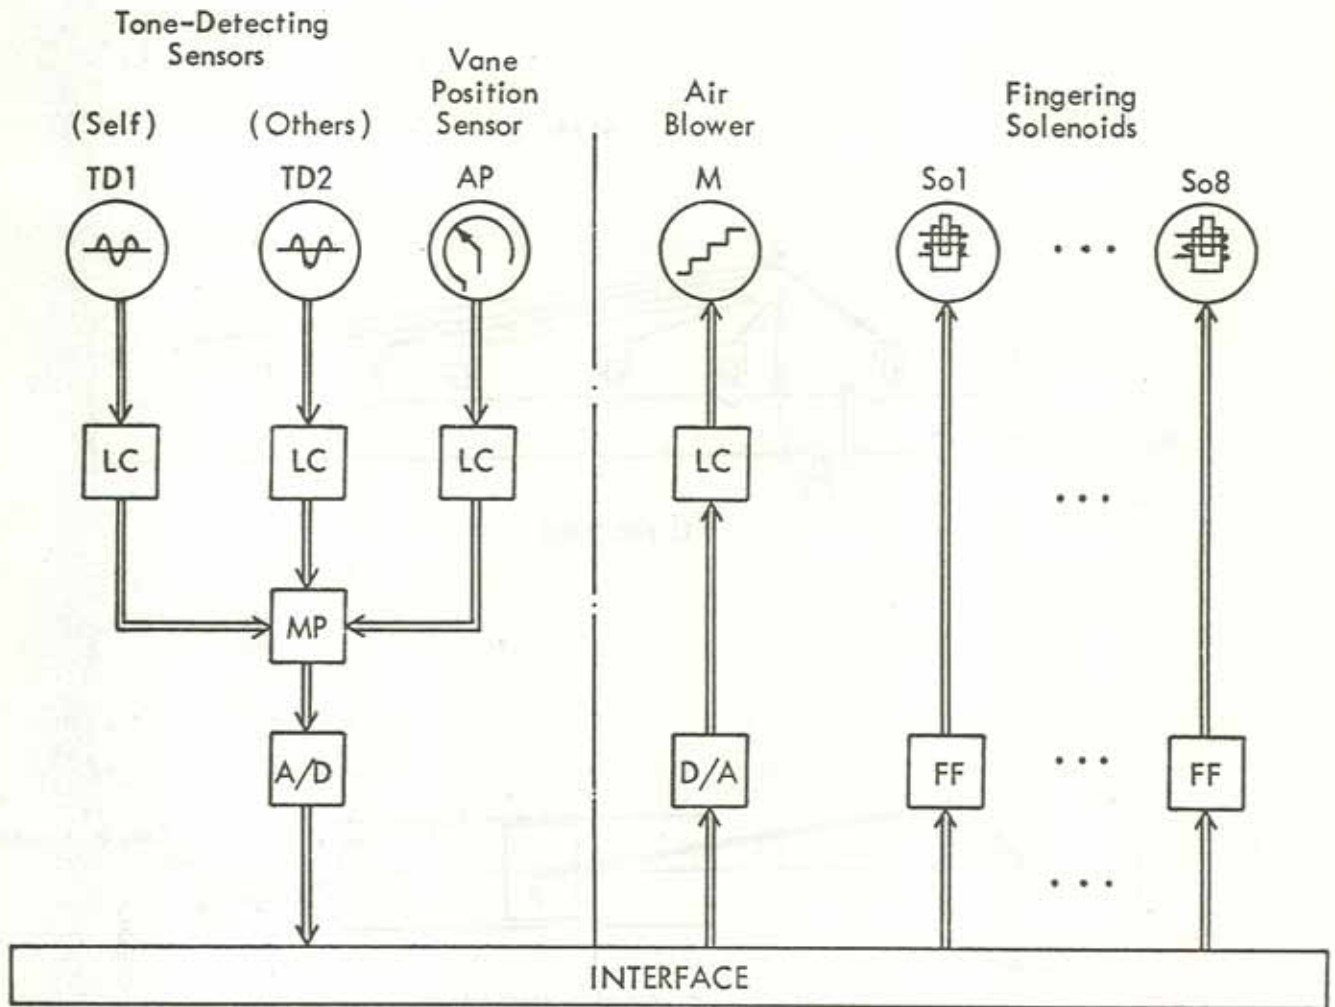 Tone-Detecting
Sensors
(Self)
(Others)
Vane
Position
Sensor
Air
Blower
Fingering
Solenoids
TD1
TD2
AP
M
So1
So8
LC
LC
LC
LC
MP
A/D
D/A
FF
FF
INTERFACE